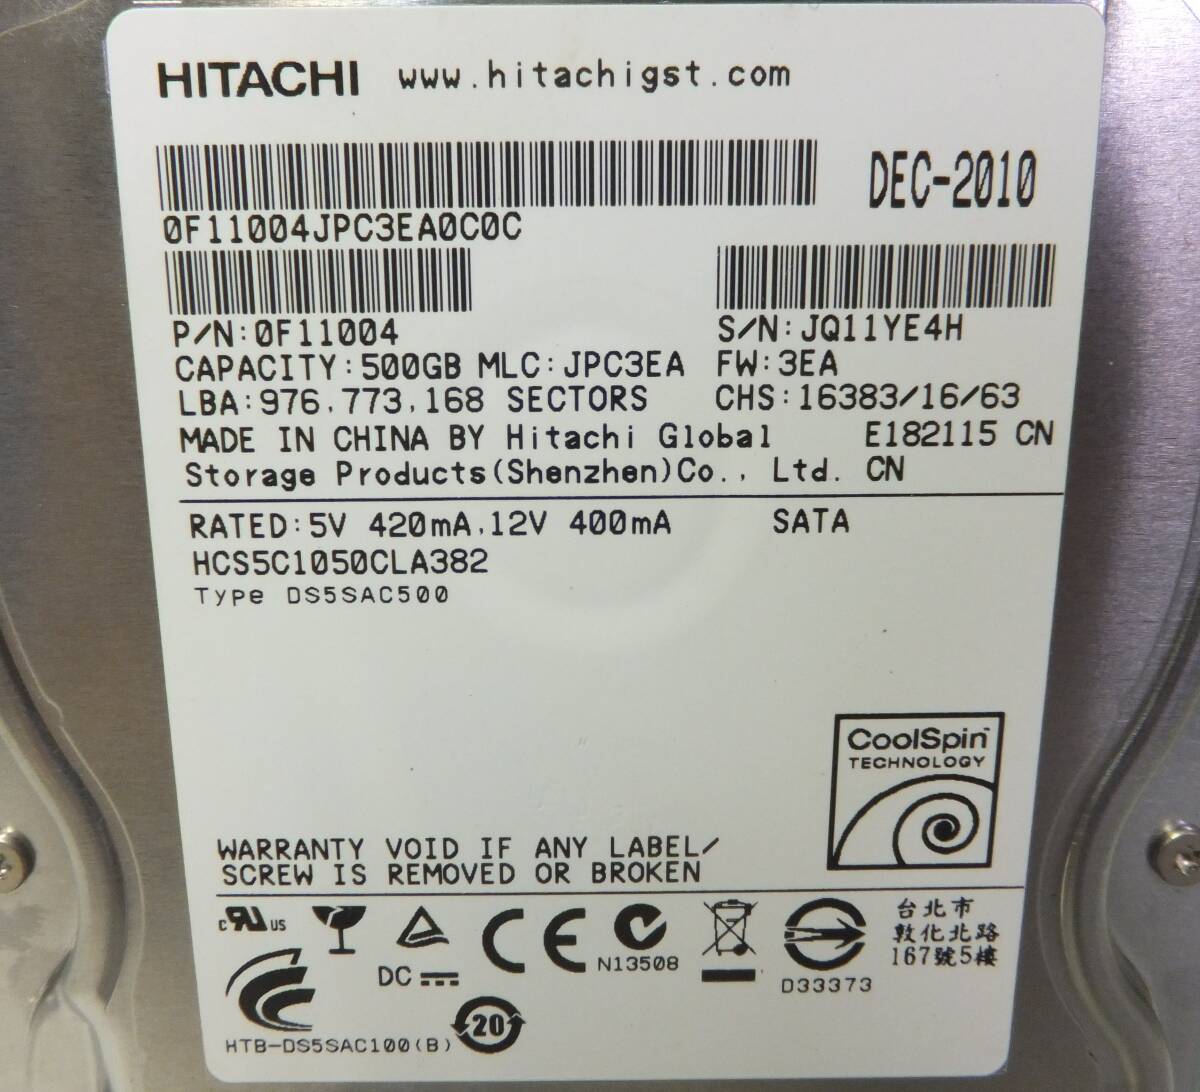 HITACHI www.hitachigst.com
DEC-2010
0F11004JPC3EA0C0C
P/N:0F11004 S/N:JQ11YE4H
CAPACITY:500GB MLC:JPC3EA FW:3EA
LBA:976,773,168 SECTORS CHS:16383/16/63
MADE IN CHINA BY Hitachi Global E182115 CN
Storage Products(Shenzhen)Co., Ltd. CN
RATED:5V 420mA,12V 400mA SATA
HCS5C1050CLA382
Type DS5SAC500
CoolSpin™
TECHNOLOGY
WARRANTY VOID IF ANY LABEL/
SCREW IS REMOVED OR BROKEN
c UR US
CE
N13508
D33373
台北市
敦化北路
167號5樓
DC
20
HTB-DS5SAC100(B)